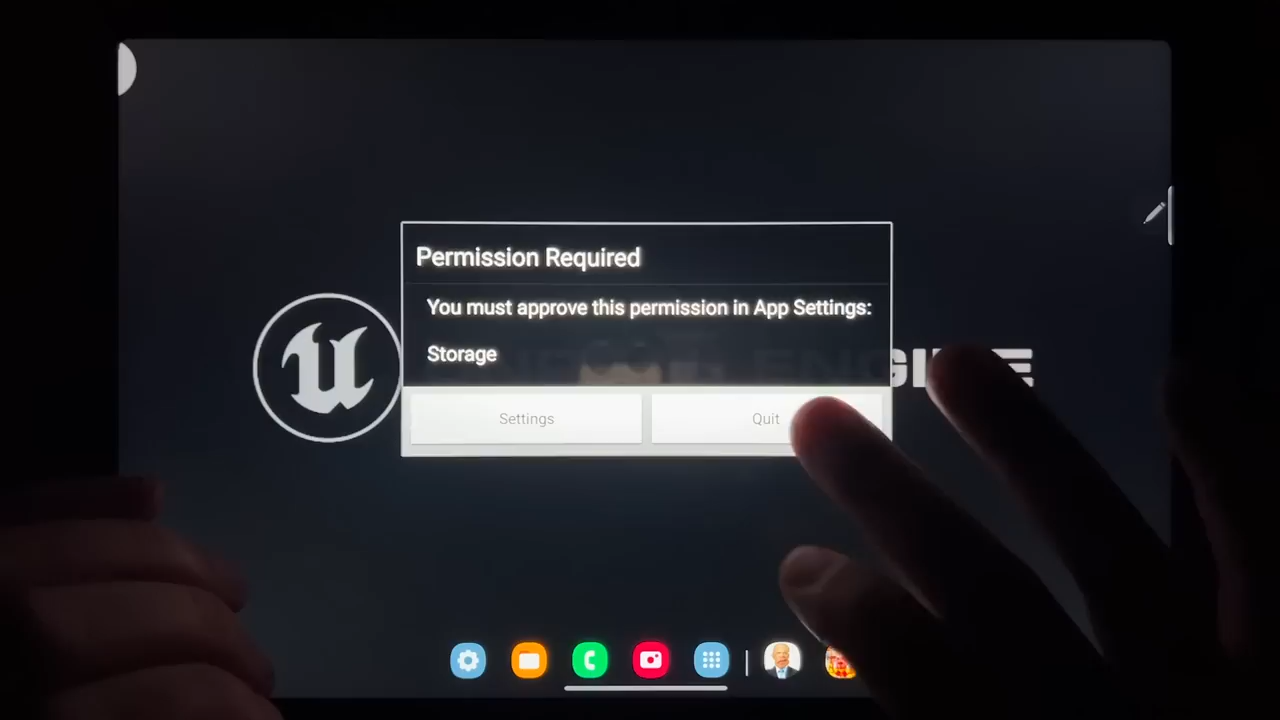 Permission Required
You must approve this permission in App Settings:
Storage
Settings
Quit